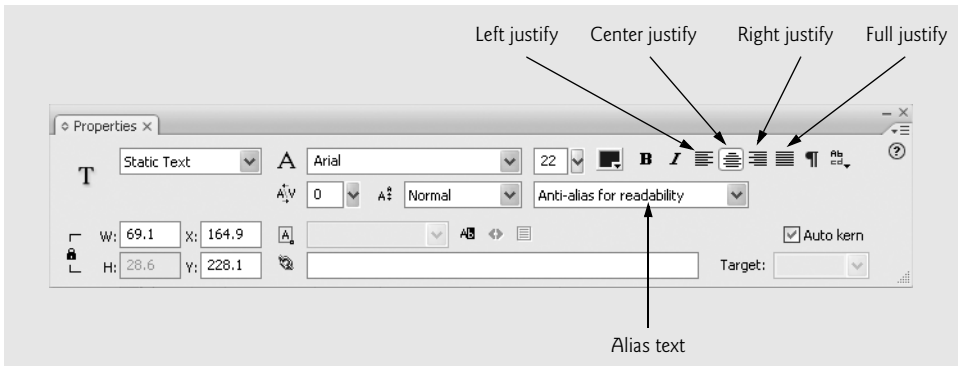 Left justify Center justify Right justify Full justify
Properties ×
T Static Text A Arial 22 B I ¶
A V 0 A Normal Anti-alias for readability
W: 69.1 X: 164.9 A AB Auto kern
H: 28.6 Y: 228.1 Target:
Alias text